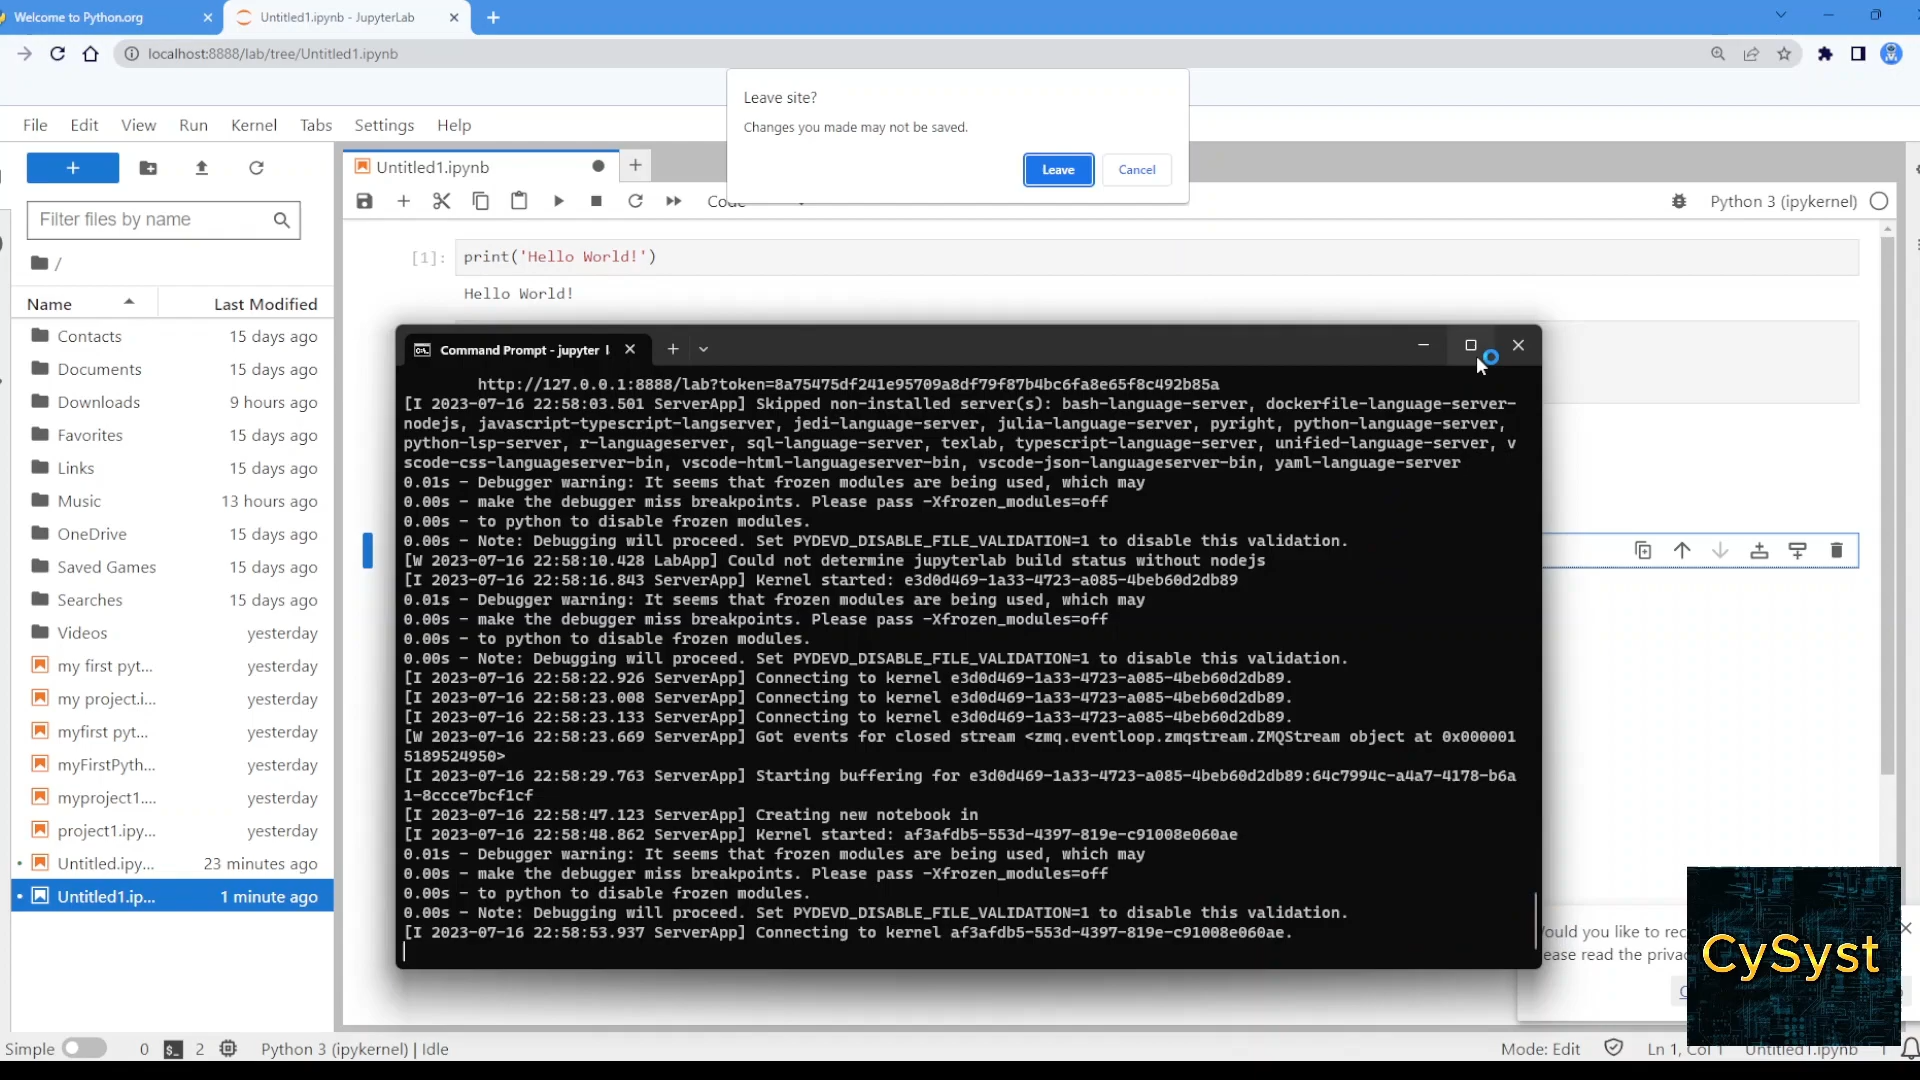 Welcome to Python.org
Untitled1.ipynb - JupyterLab
localhost:8888/lab/tree/Untitled1.ipynb
Leave site?
Changes you made may not be saved.
Leave
Cancel
File Edit View Run Kernel Tabs Settings Help
Untitled1.ipynb
Python 3 (ipykernel)
Filter files by name
/
Name Last Modified
Contacts 15 days ago
Documents 15 days ago
Downloads 9 hours ago
Favorites 15 days ago
Links 15 days ago
Music 13 hours ago
OneDrive 15 days ago
Saved Games 15 days ago
Searches 15 days ago
Videos yesterday
my first pyt... yesterday
my project.i... yesterday
myfirst pyt... yesterday
myFirstPyth... yesterday
myproject1.... yesterday
project1.ipy... yesterday
Untitled.ipy... 23 minutes ago
Untitled1.ip... 1 minute ago
[1]: print('Hello World!')
Hello World!
Command Prompt - jupyter l
http://127.0.0.1:8888/lab?token=8a75475df241e95709a8df79f87b4bc6fa8e65f8c492b85a
[I 2023-07-16 22:58:03.501 ServerApp] Skipped non-installed server(s): bash-language-server, dockerfile-language-server-
nodejs, javascript-typescript-langserver, jedi-language-server, julia-language-server, pyright, python-language-server,
python-lsp-server, r-languageserver, sql-language-server, texlab, typescript-language-server, unified-language-server, v
scode-css-languageserver-bin, vscode-html-languageserver-bin, vscode-json-languageserver-bin, yaml-language-server
0.01s - Debugger warning: It seems that frozen modules are being used, which may
0.00s - make the debugger miss breakpoints. Please pass -Xfrozen_modules=off
0.00s - to python to disable frozen modules.
0.00s - Note: Debugging will proceed. Set PYDEVD_DISABLE_FILE_VALIDATION=1 to disable this validation.
[W 2023-07-16 22:58:10.428 LabApp] Could not determine jupyterlab build status without nodejs
[I 2023-07-16 22:58:16.843 ServerApp] Kernel started: e3d0d469-1a33-4723-a085-4beb60d2db89
0.01s - Debugger warning: It seems that frozen modules are being used, which may
0.00s - make the debugger miss breakpoints. Please pass -Xfrozen_modules=off
0.00s - to python to disable frozen modules.
0.00s - Note: Debugging will proceed. Set PYDEVD_DISABLE_FILE_VALIDATION=1 to disable this validation.
[I 2023-07-16 22:58:22.926 ServerApp] Connecting to kernel e3d0d469-1a33-4723-a085-4beb60d2db89.
[I 2023-07-16 22:58:23.008 ServerApp] Connecting to kernel e3d0d469-1a33-4723-a085-4beb60d2db89.
[I 2023-07-16 22:58:23.133 ServerApp] Connecting to kernel e3d0d469-1a33-4723-a085-4beb60d2db89.
[W 2023-07-16 22:58:23.669 ServerApp] Got events for closed stream <zmq.eventloop.zmqstream.ZMQStream object at 0x000001
5189524950>
[I 2023-07-16 22:58:29.763 ServerApp] Starting buffering for e3d0d469-1a33-4723-a085-4beb60d2db89:64c7994c-a4a7-4178-b6a
1-8ccce7bcf1cf
[I 2023-07-16 22:58:47.123 ServerApp] Creating new notebook in
[I 2023-07-16 22:58:48.862 ServerApp] Kernel started: af3afdb5-553d-4397-819e-c91008e060ae
0.01s - Debugger warning: It seems that frozen modules are being used, which may
0.00s - make the debugger miss breakpoints. Please pass -Xfrozen_modules=off
0.00s - to python to disable frozen modules.
0.00s - Note: Debugging will proceed. Set PYDEVD_DISABLE_FILE_VALIDATION=1 to disable this validation.
[I 2023-07-16 22:58:53.937 ServerApp] Connecting to kernel af3afdb5-553d-4397-819e-c91008e060ae.
ould you like to rec
ease read the priva
CySyst
Simple 0 2 Python 3 (ipykernel) | Idle
Mode: Edit Ln 1, Col 1 Untitled1.ipynb 1